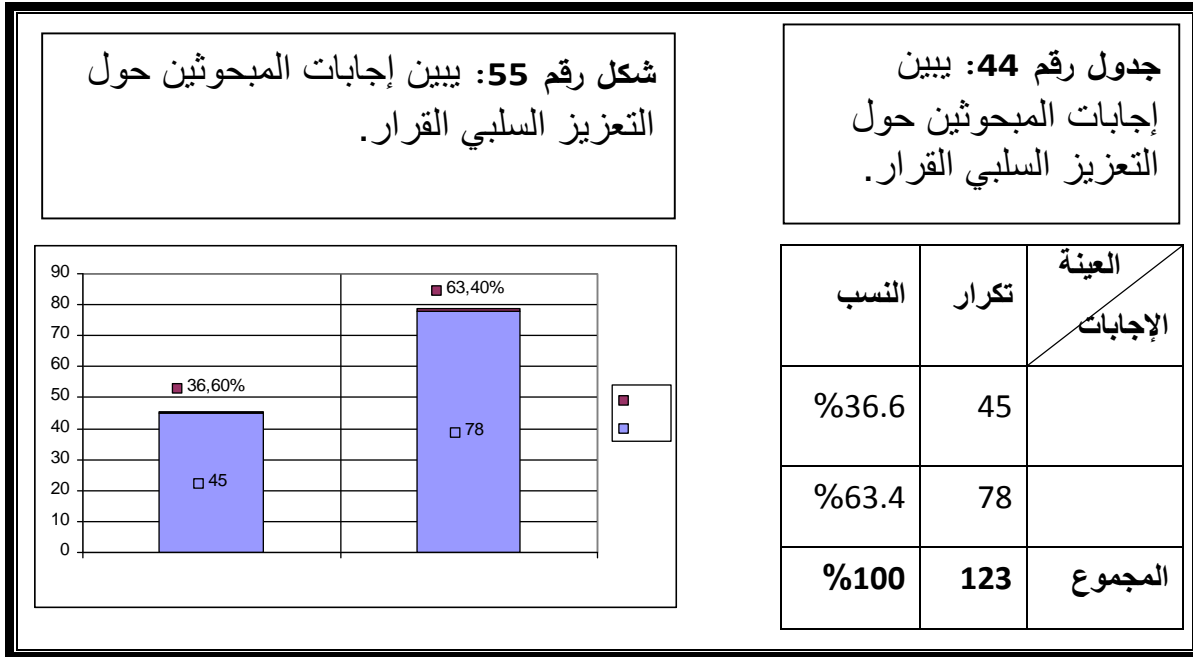 جدول رقم 44: يبين
إجابات المبحوثين حول
التعزيز السلبي القرار.
شكل رقم 55: يبين إجابات المبحوثين حول
التعزيز السلبي القرار.
العينة
الإجابات
تكرار
النسب
45
%36.6
78
%63.4
المجموع
123
%100
90
80
70
60
50
40
30
20
10
0
36,60%
45
63,40%
78